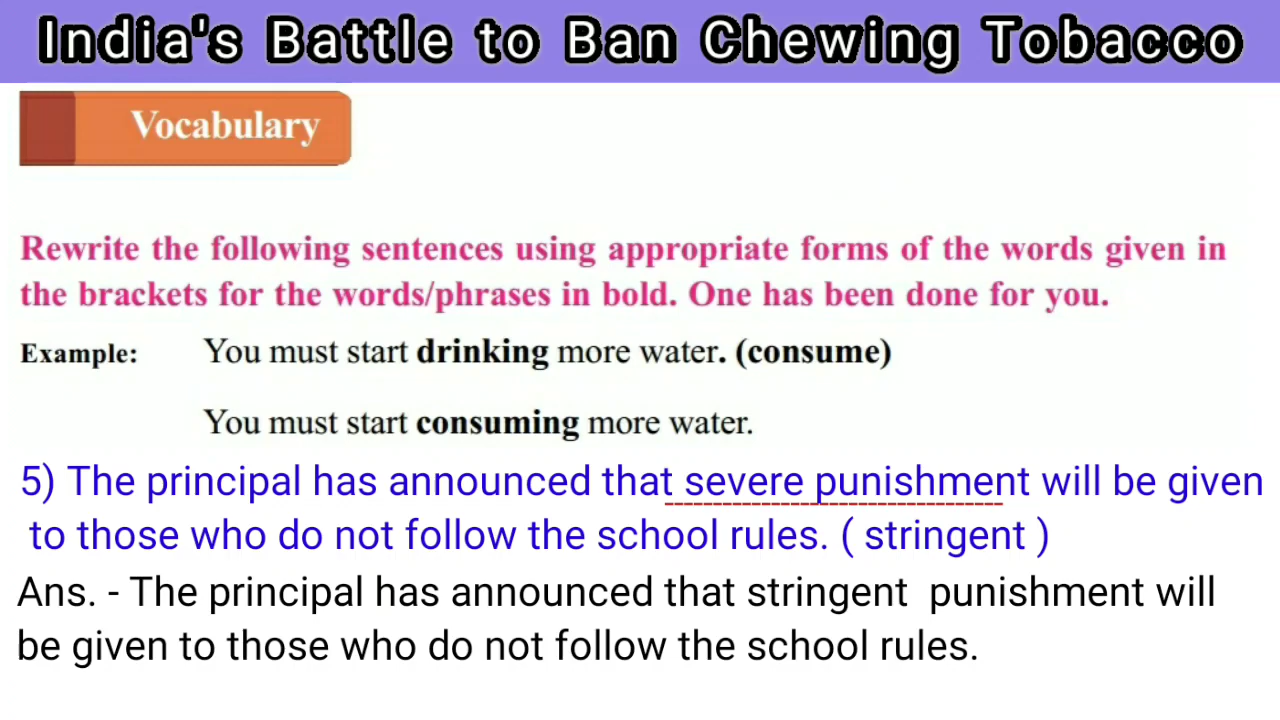 India's Battle to Ban Chewing Tobacco
Vocabulary
Rewrite the following sentences using appropriate forms of the words given in
the brackets for the words/phrases in bold. One has been done for you.
Example: You must start drinking more water. (consume)
You must start consuming more water.
5) The principal has announced that severe punishment will be given
to those who do not follow the school rules. ( stringent )
Ans. - The principal has announced that stringent punishment will
be given to those who do not follow the school rules.